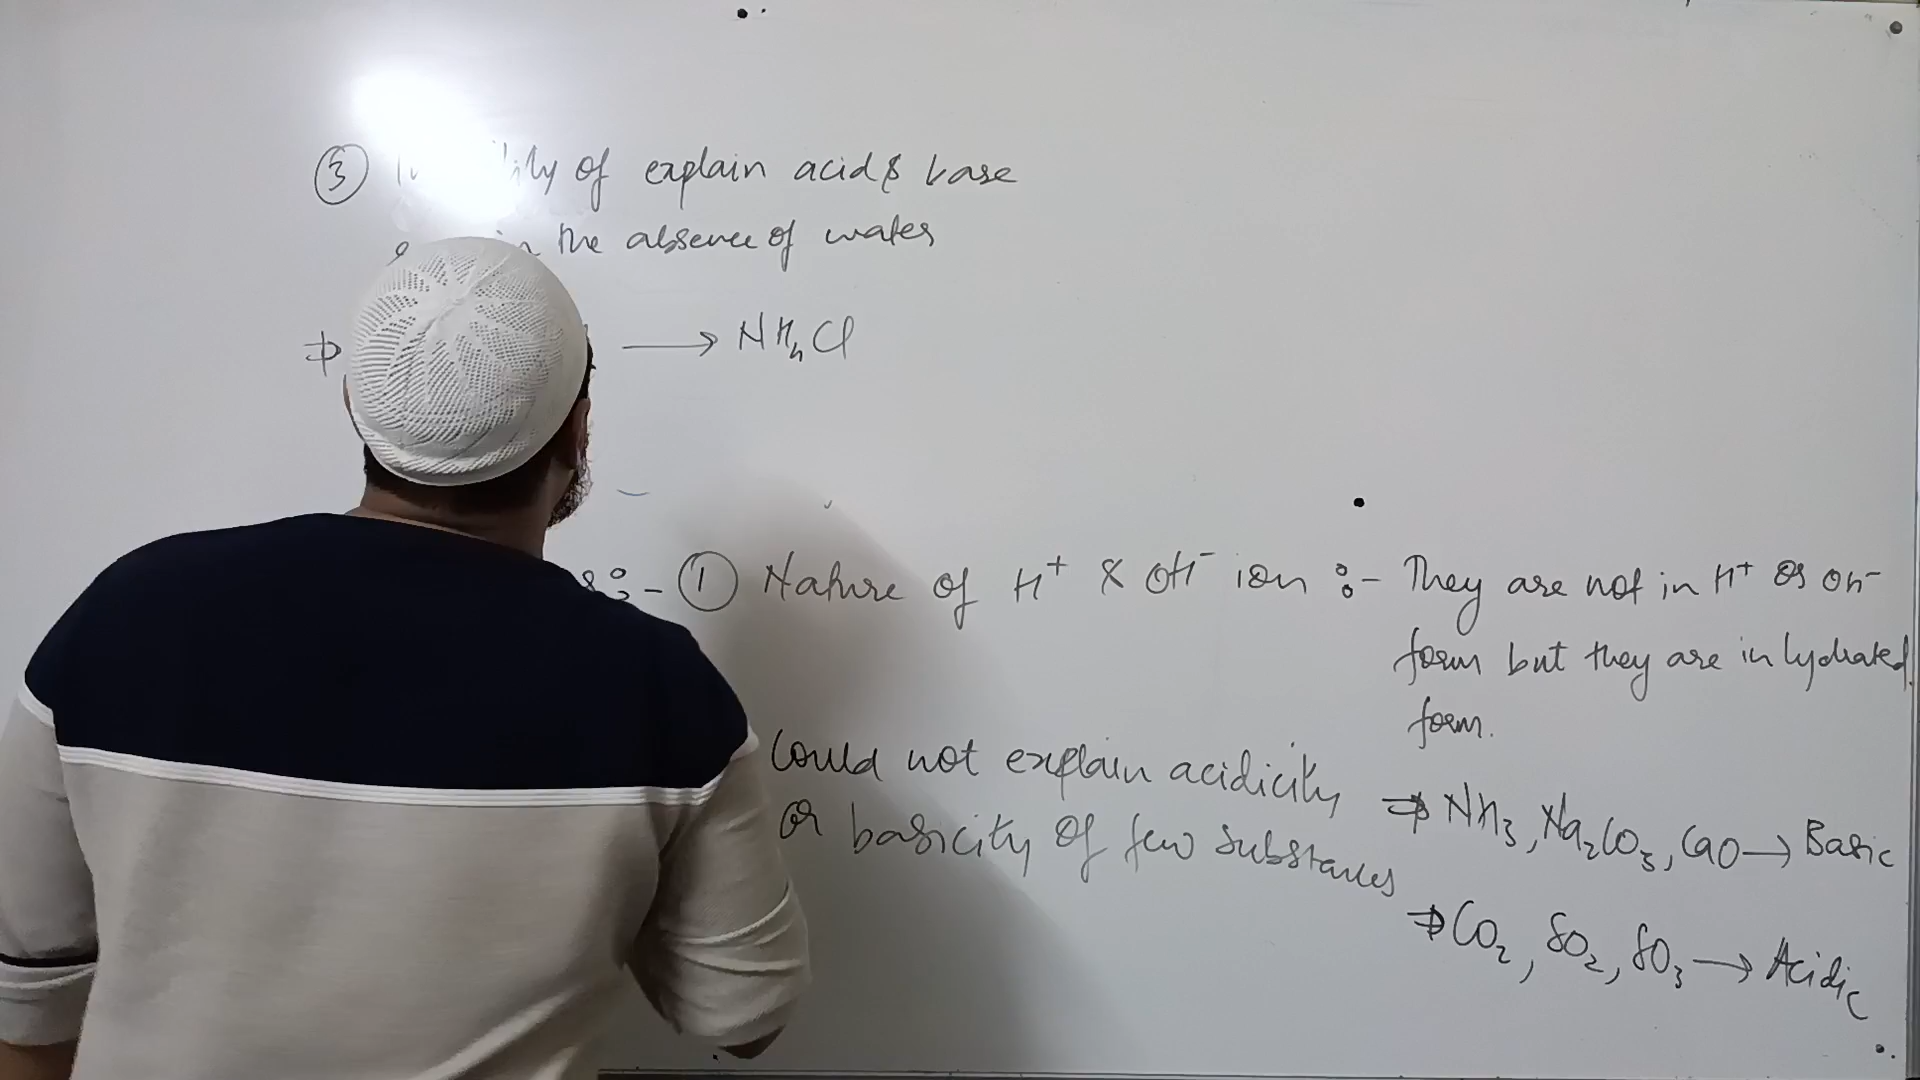 ③ of explain acid & base
the absence of water
⇒ → NH4Cl
:- ① Nature of H⁺ & OH⁻ ion :- They are not in H⁺ or OH⁻
form but they are in hydrated
form.
Could not explain acidicity
or basicity of few substances
⇒ NH3, Na2CO3, CaO → Basic
⇒ CO2, SO2, SO3 → Acidic